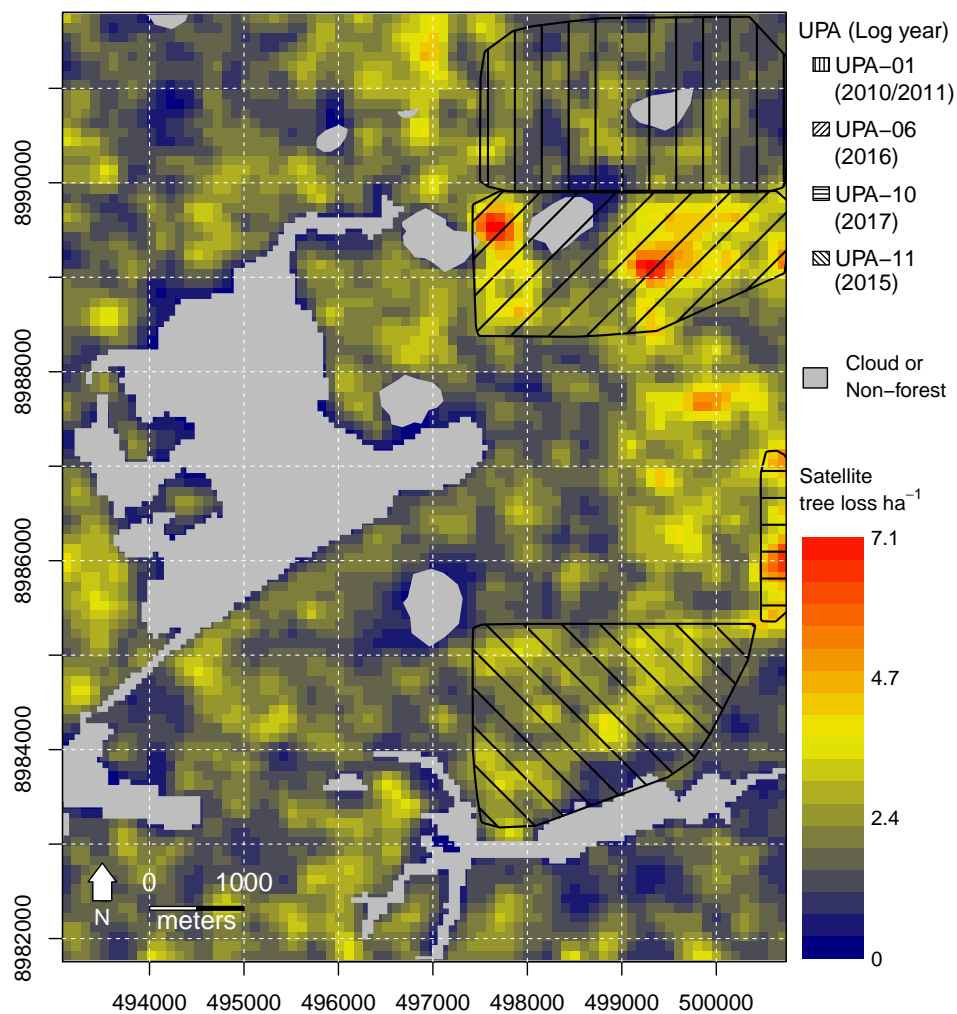 UPA (Log year)
UPA−01
(2010/2011)
UPA−06
(2016)
UPA−10
(2017)
UPA−11
(2015)
Cloud or
Non−forest
Satellite
tree loss ha−1
7.1
4.7
2.4
0
8990000
8988000
8986000
8984000
8982000
0 1000
meters
N
494000 495000 496000 497000 498000 499000 500000